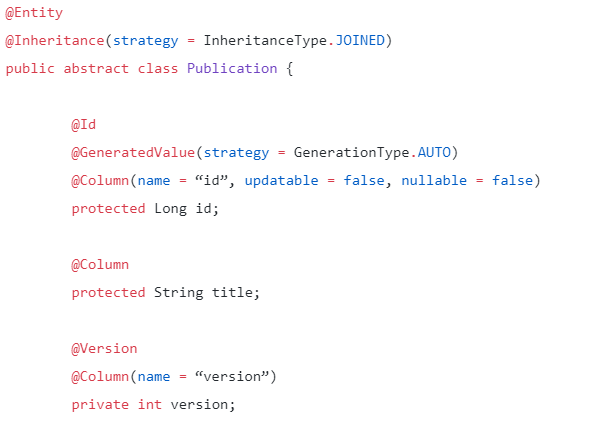 @Entity
@Inheritance(strategy = InheritanceType.JOINED)
public abstract class Publication {
@Id
@GeneratedValue(strategy = GenerationType.AUTO)
@Column(name = “id”, updatable = false, nullable = false)
protected Long id;
@Column
protected String title;
@Version
@Column(name = “version”)
private int version;